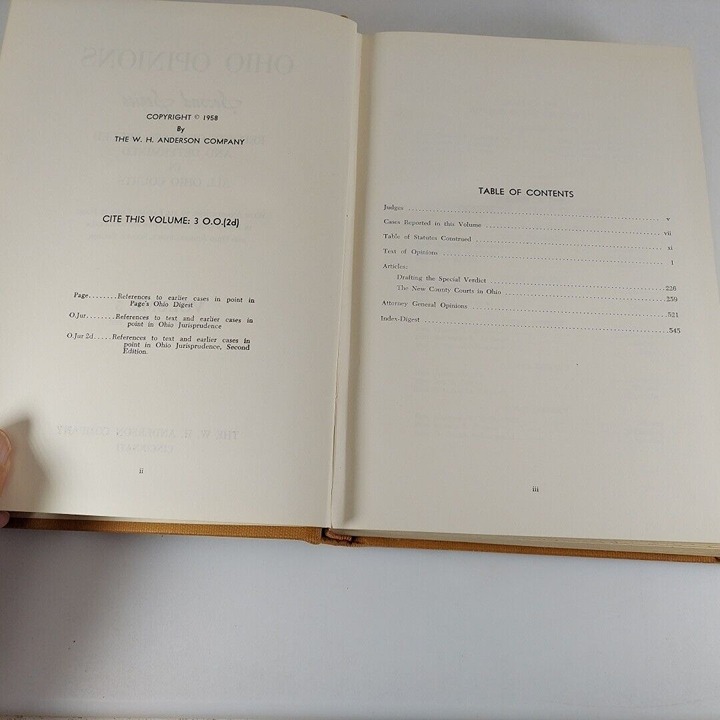 COPYRIGHT © 1958
By
THE W. H. ANDERSON COMPANY
CITE THIS VOLUME: 3 O.O.(2d)
Page........References to earlier cases in point in
Page's Ohio Digest
O.Jur........References to text and earlier cases in
point in Ohio Jurisprudence
O.Jur 2d.....References to text and earlier cases in
point in Ohio Jurisprudence, Second
Edition.
ii
TABLE OF CONTENTS
Judges ........ v
Cases Reported in this Volume ........ vii
Table of Statutes Construed ........ xi
Text of Opinions ........ 1
Articles:
Drafting the Special Verdict ........ 226
The New County Courts in Ohio ........ 259
Attorney General Opinions ........ 521
Index-Digest ........ 545
iii